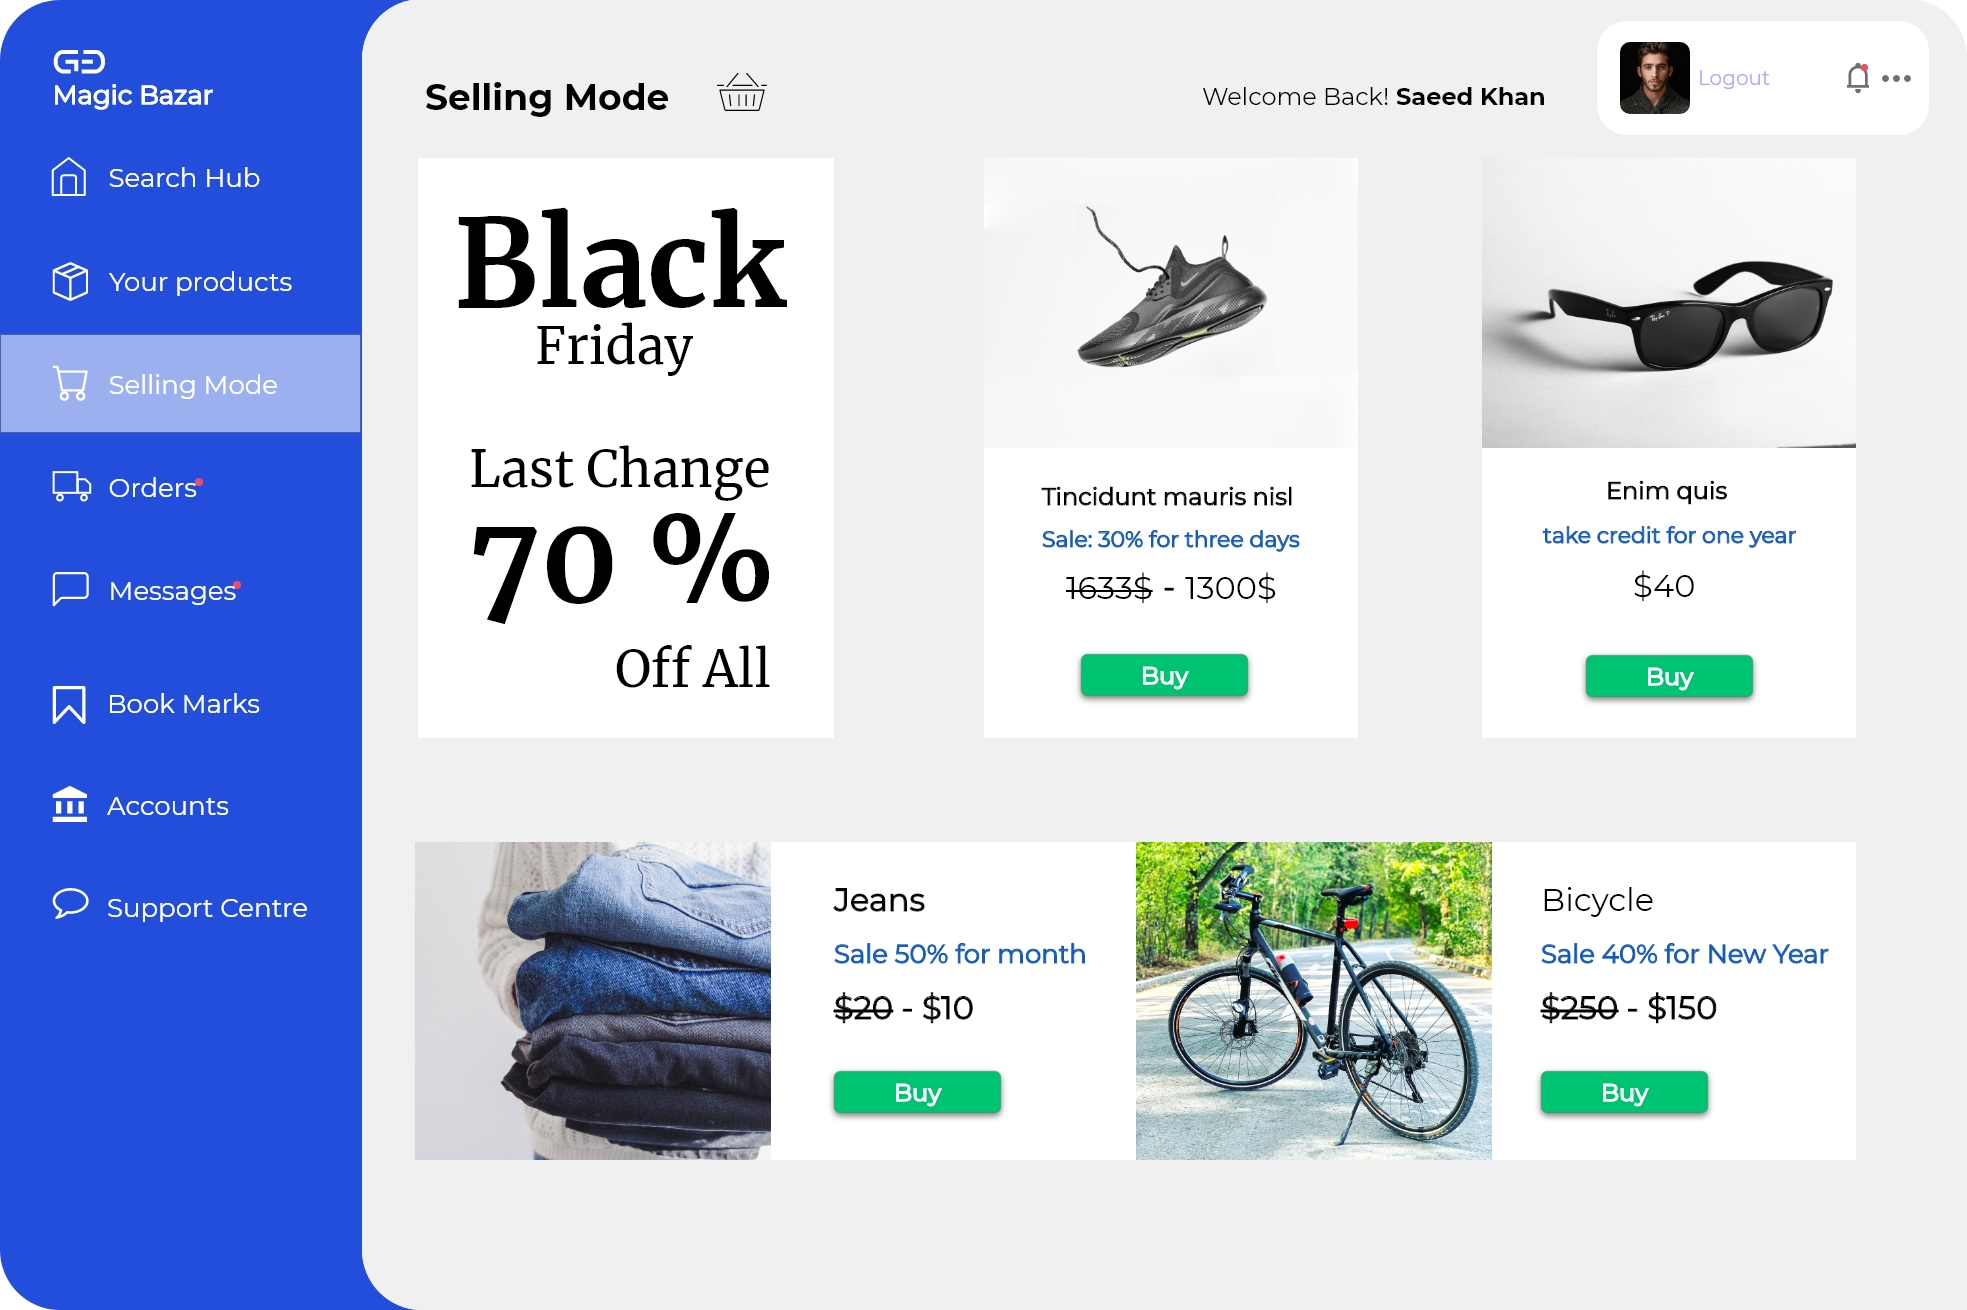 Magic Bazar
Search Hub
Your products
Selling Mode
Orders
Messages
Book Marks
Accounts
Support Centre
Selling Mode
Welcome Back! Saeed Khan
Logout
Black
Friday
Last Change
70 %
Off All
Tincidunt mauris nisl
Sale: 30% for three days
1633$ - 1300$
Buy
Ray-Ban
Enim quis
take credit for one year
$40
Buy
Jeans
Sale 50% for month
$20 - $10
Buy
Bicycle
Sale 40% for New Year
$250 - $150
Buy